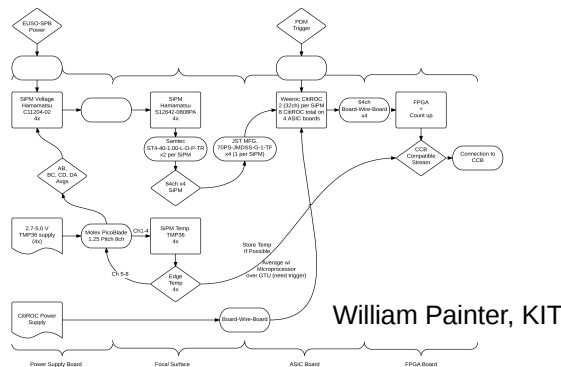 EUSO-SPB
Power
PDM
Trigger
SiPM Voltage
Hamamatsu
C11204-02
4x
SiPM
Hamamatsu
S12642-0808PA
4x
Weeroc CitiROC
2 (32ch) per SiPM
8 CitiROC total on
4 ASIC boards
64ch
Board-Wire-Board
x4
FPGA
+
Count up
Samtec
ST4-40-1.00-L-D-P-TR
x2 per SiPM
JST MFG.
70PS-JMDSS-G-1-TF
x4 (1 per SiPM)
CCB
Compatible
Stream
Connection to
CCB
AB,
BC, CD, DA
Avgs
64ch x4
SiPM
2.7-5.0 V
TMP36 supply
(4x)
Molex PicoBlade
1.25 Pitch 8ch
Ch1-4
SiPM Temp.
TMP36
4x
Store Temp
If Possible
Average w/
Microprocessor
over GTU (need trigger)
Ch 5-8
Edge
Temp
4x
CitiROC Power
Supply
Board-Wire-Board
William Painter, KIT
Power Supply Board
Focal Surface
ASIC Board
FPGA Board